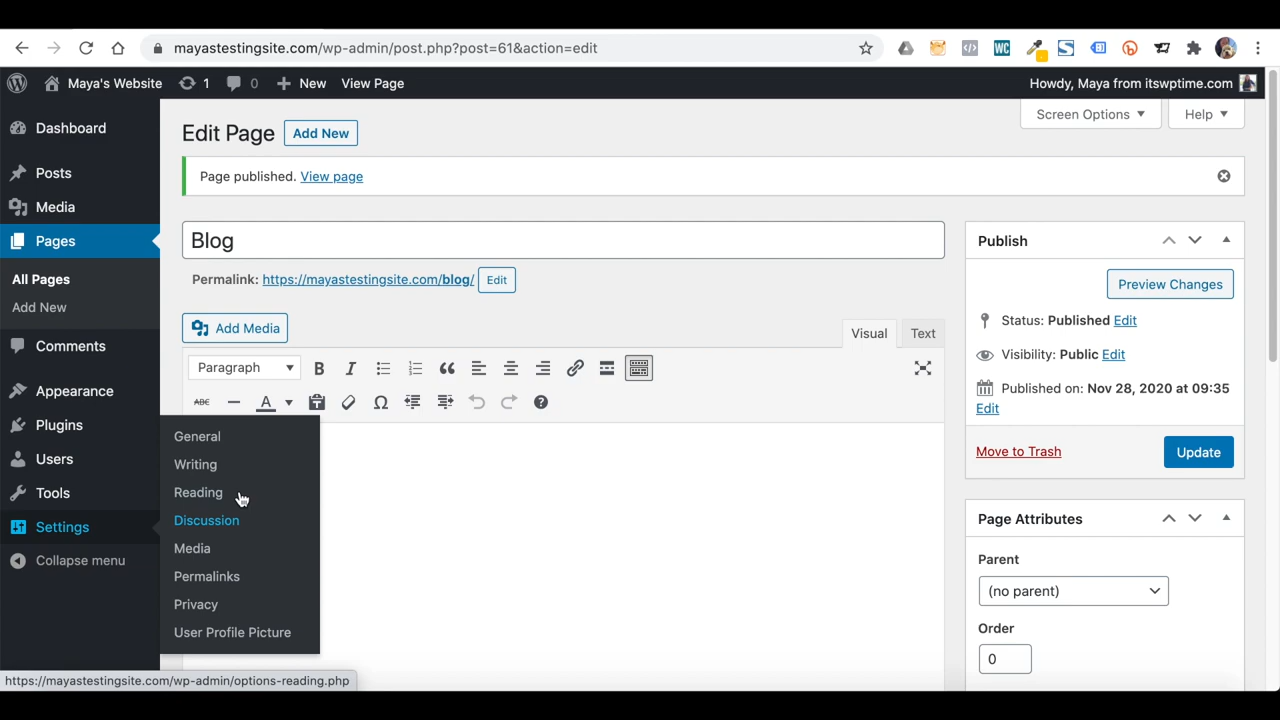 mayastestingsite.com/wp-admin/post.php?post=61&action=edit
Maya's Website 1 0 New View Page Howdy, Maya from itswptime.com
Screen Options Help
Dashboard
Posts
Media
Pages
All Pages
Add New
Comments
Appearance
Plugins
Users
Tools
Settings
Collapse menu
General
Writing
Reading
Discussion
Media
Permalinks
Privacy
User Profile Picture
Edit Page Add New
Page published. View page
Blog
Permalink: https://mayastestingsite.com/blog/ Edit
Add Media Visual Text
Paragraph B I
ABC A Ω
Publish
Preview Changes
Status: Published Edit
Visibility: Public Edit
Published on: Nov 28, 2020 at 09:35
Edit
Move to Trash Update
Page Attributes
Parent
(no parent)
Order
0
https://mayastestingsite.com/wp-admin/options-reading.php